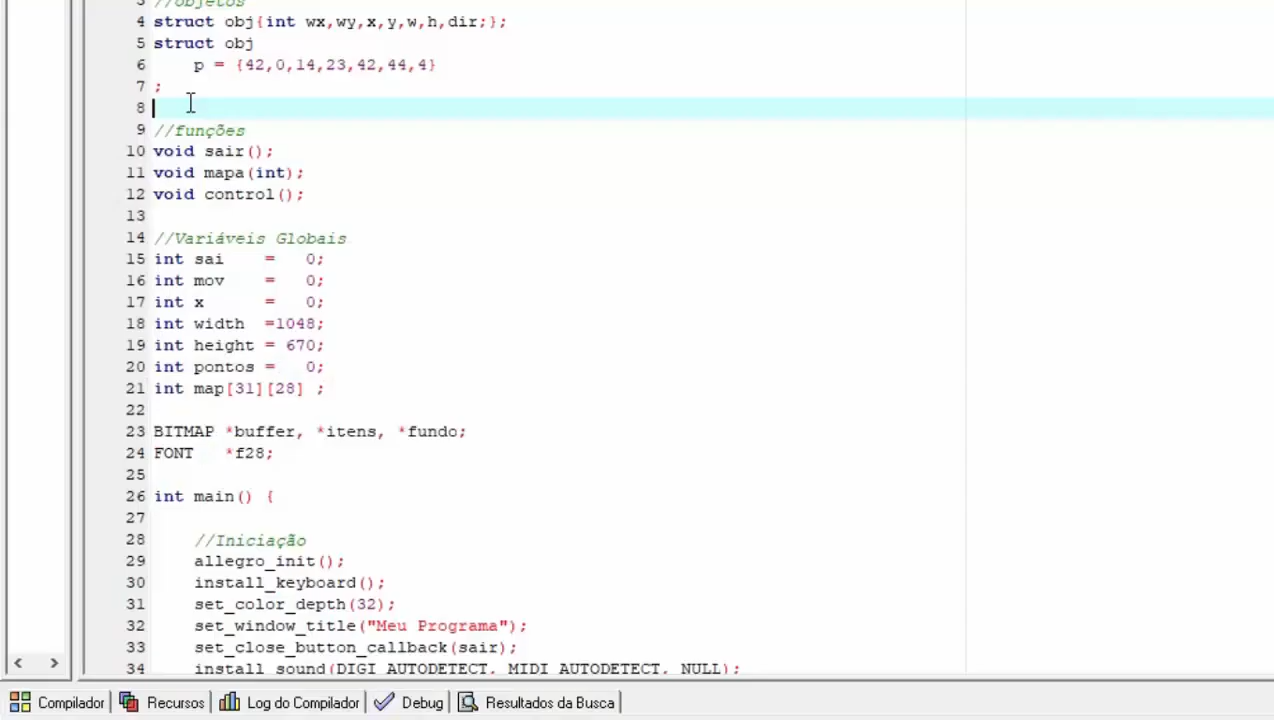 3 //objetos
4 struct obj{int wx,wy,x,y,w,h,dir;};
5 struct obj
6 p = {42,0,14,23,42,44,4}
7 ;
8
9 //funções
10 void sair();
11 void mapa(int);
12 void control();
13
14 //Variáveis Globais
15 int sai    =   0;
16 int mov    =   0;
17 int x      =   0;
18 int width  =1048;
19 int height = 670;
20 int pontos =   0;
21 int map[31][28] ;
22
23 BITMAP *buffer, *itens, *fundo;
24 FONT   *f28;
25
26 int main() {
27
28 //Iniciação
29 allegro_init();
30 install_keyboard();
31 set_color_depth(32);
32 set_window_title("Meu Programa");
33 set_close_button_callback(sair);
34 install_sound(DIGI_AUTODETECT, MIDI_AUTODETECT, NULL);
Compilador Recursos Log do Compilador Debug Resultados da Busca